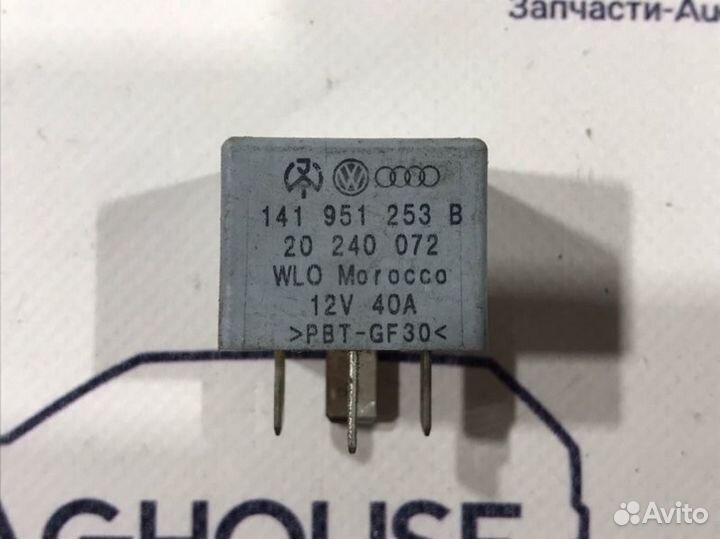 Запчасти-Au
141 951 253 B
20 240 072
WLO Morocco
12V 40A
>PBT-GF30<
AGHOUSE
Avito